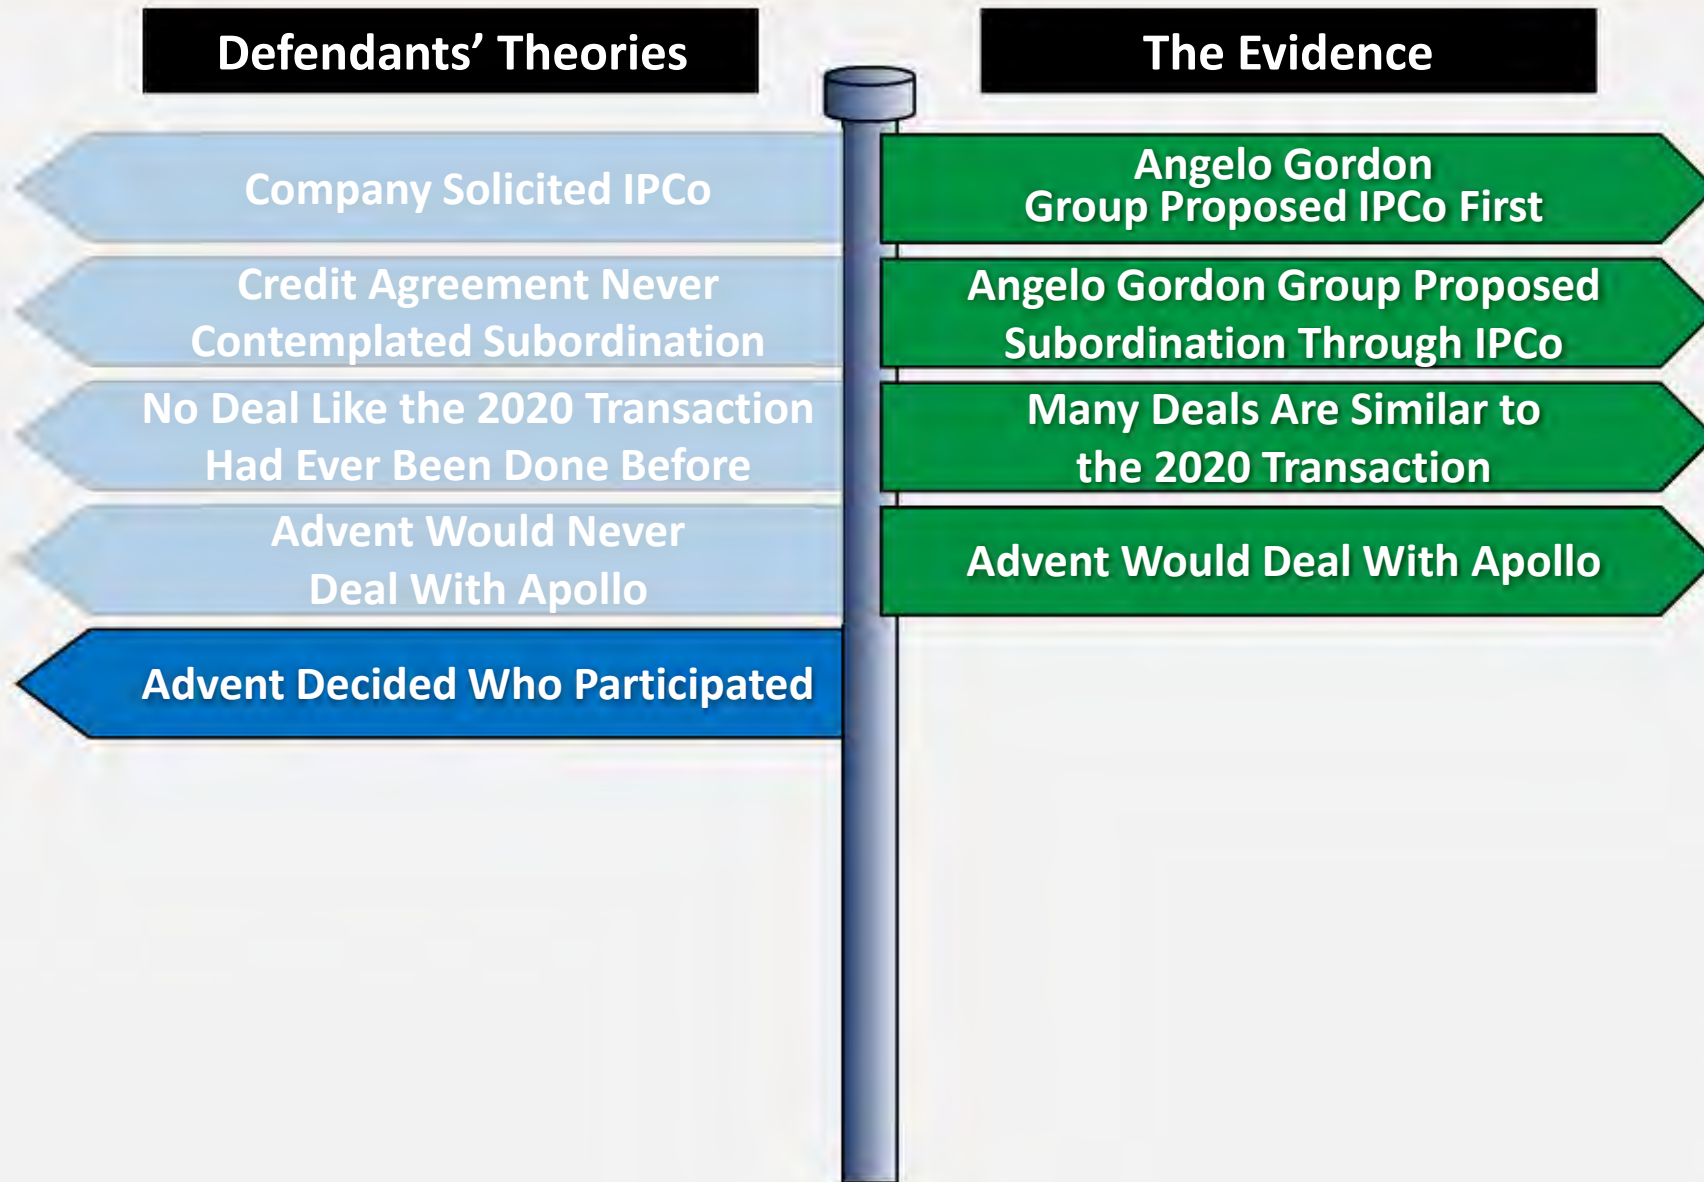 Defendants’ Theories
The Evidence
Company Solicited IPCo
Angelo Gordon
Group Proposed IPCo First
Credit Agreement Never
Contemplated Subordination
Angelo Gordon Group Proposed
Subordination Through IPCo
No Deal Like the 2020 Transaction
Had Ever Been Done Before
Many Deals Are Similar to
the 2020 Transaction
Advent Would Never
Deal With Apollo
Advent Would Deal With Apollo
Advent Decided Who Participated